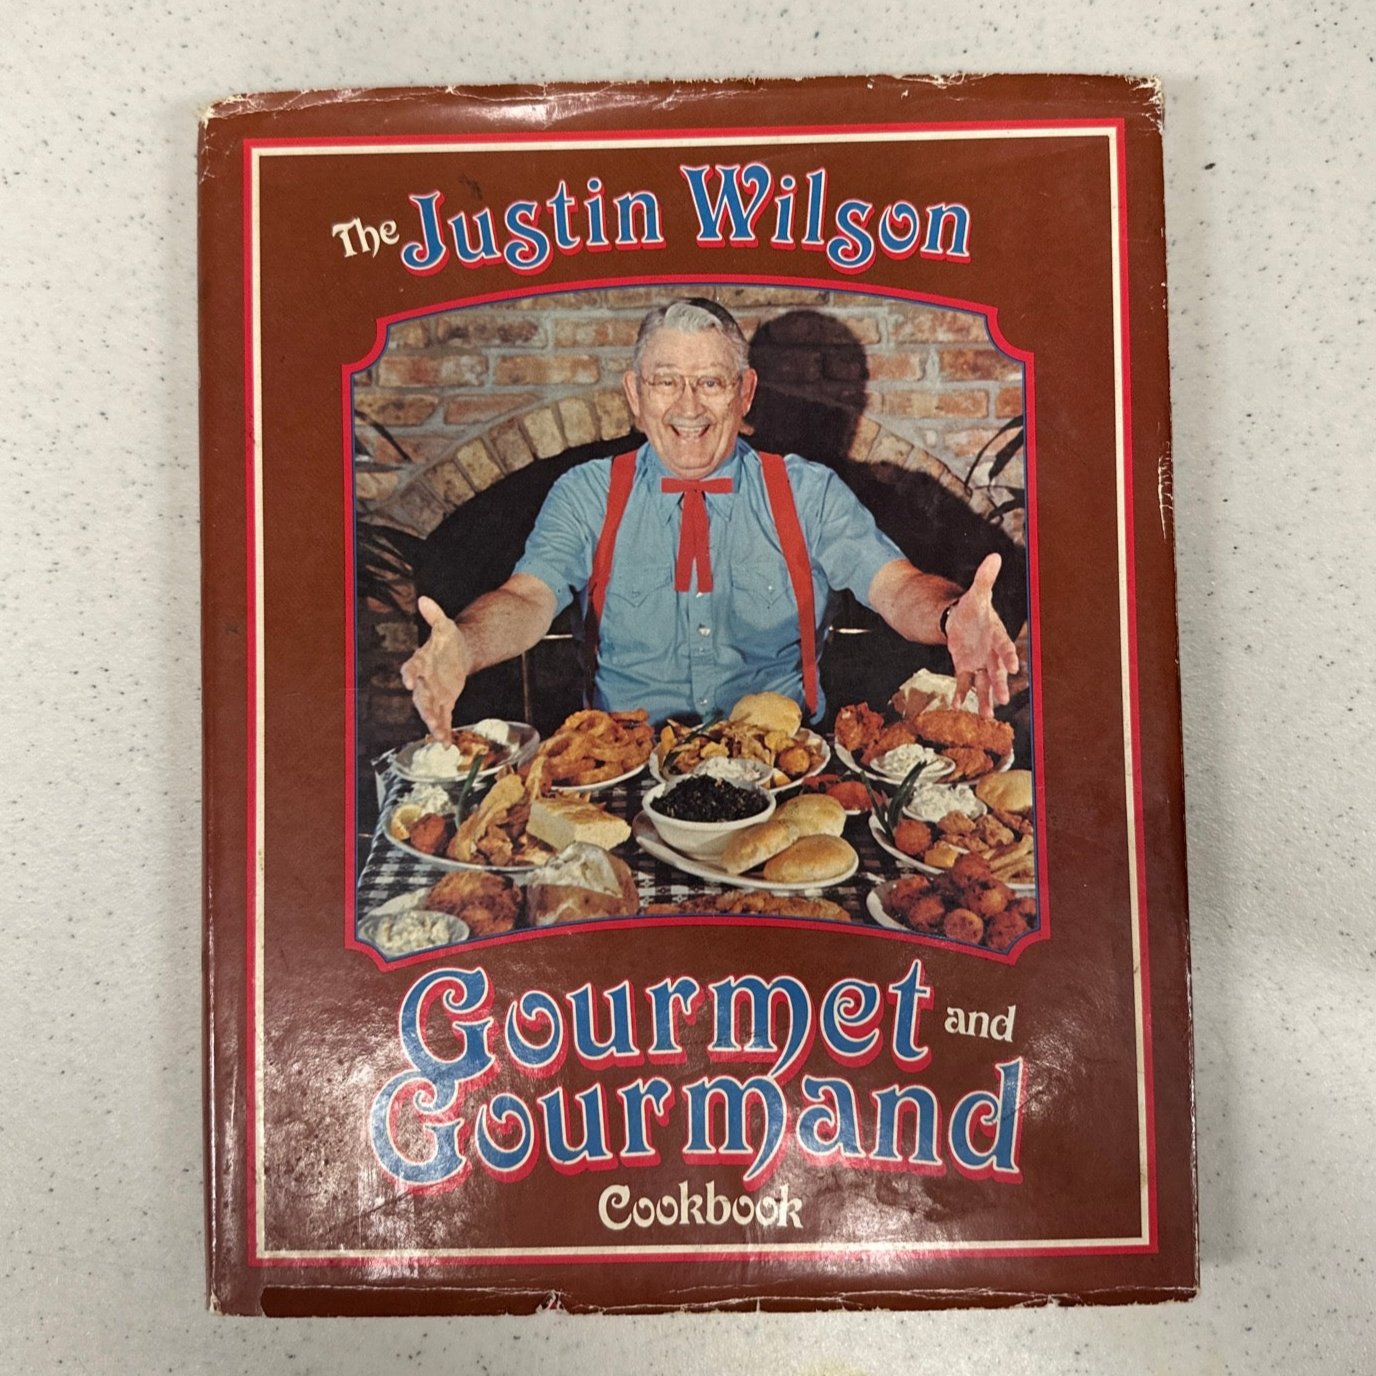 The Justin Wilson
Gourmet and
Gourmand
Cookbook